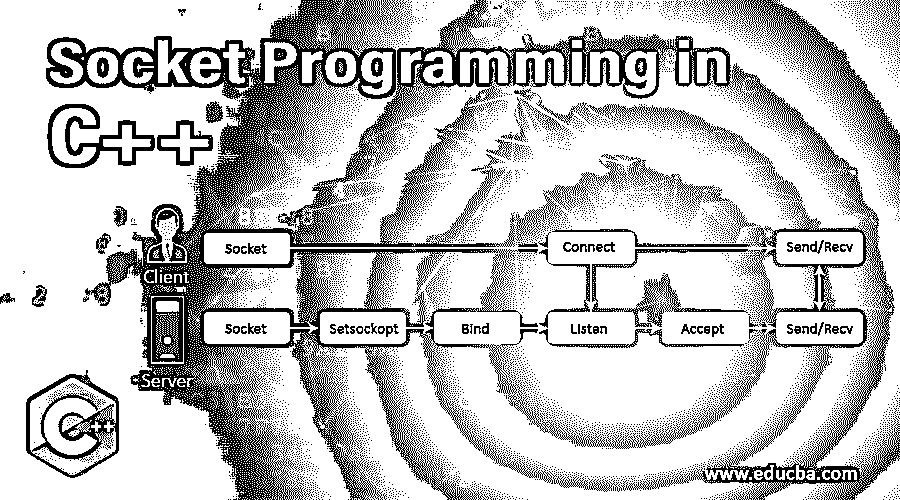 Socket Programming in
C++
Socket
Connect
Send/Recv
Client
Socket
Setsockopt
Bind
Listen
Accept
Send/Recv
Server
C++
www.educba.com